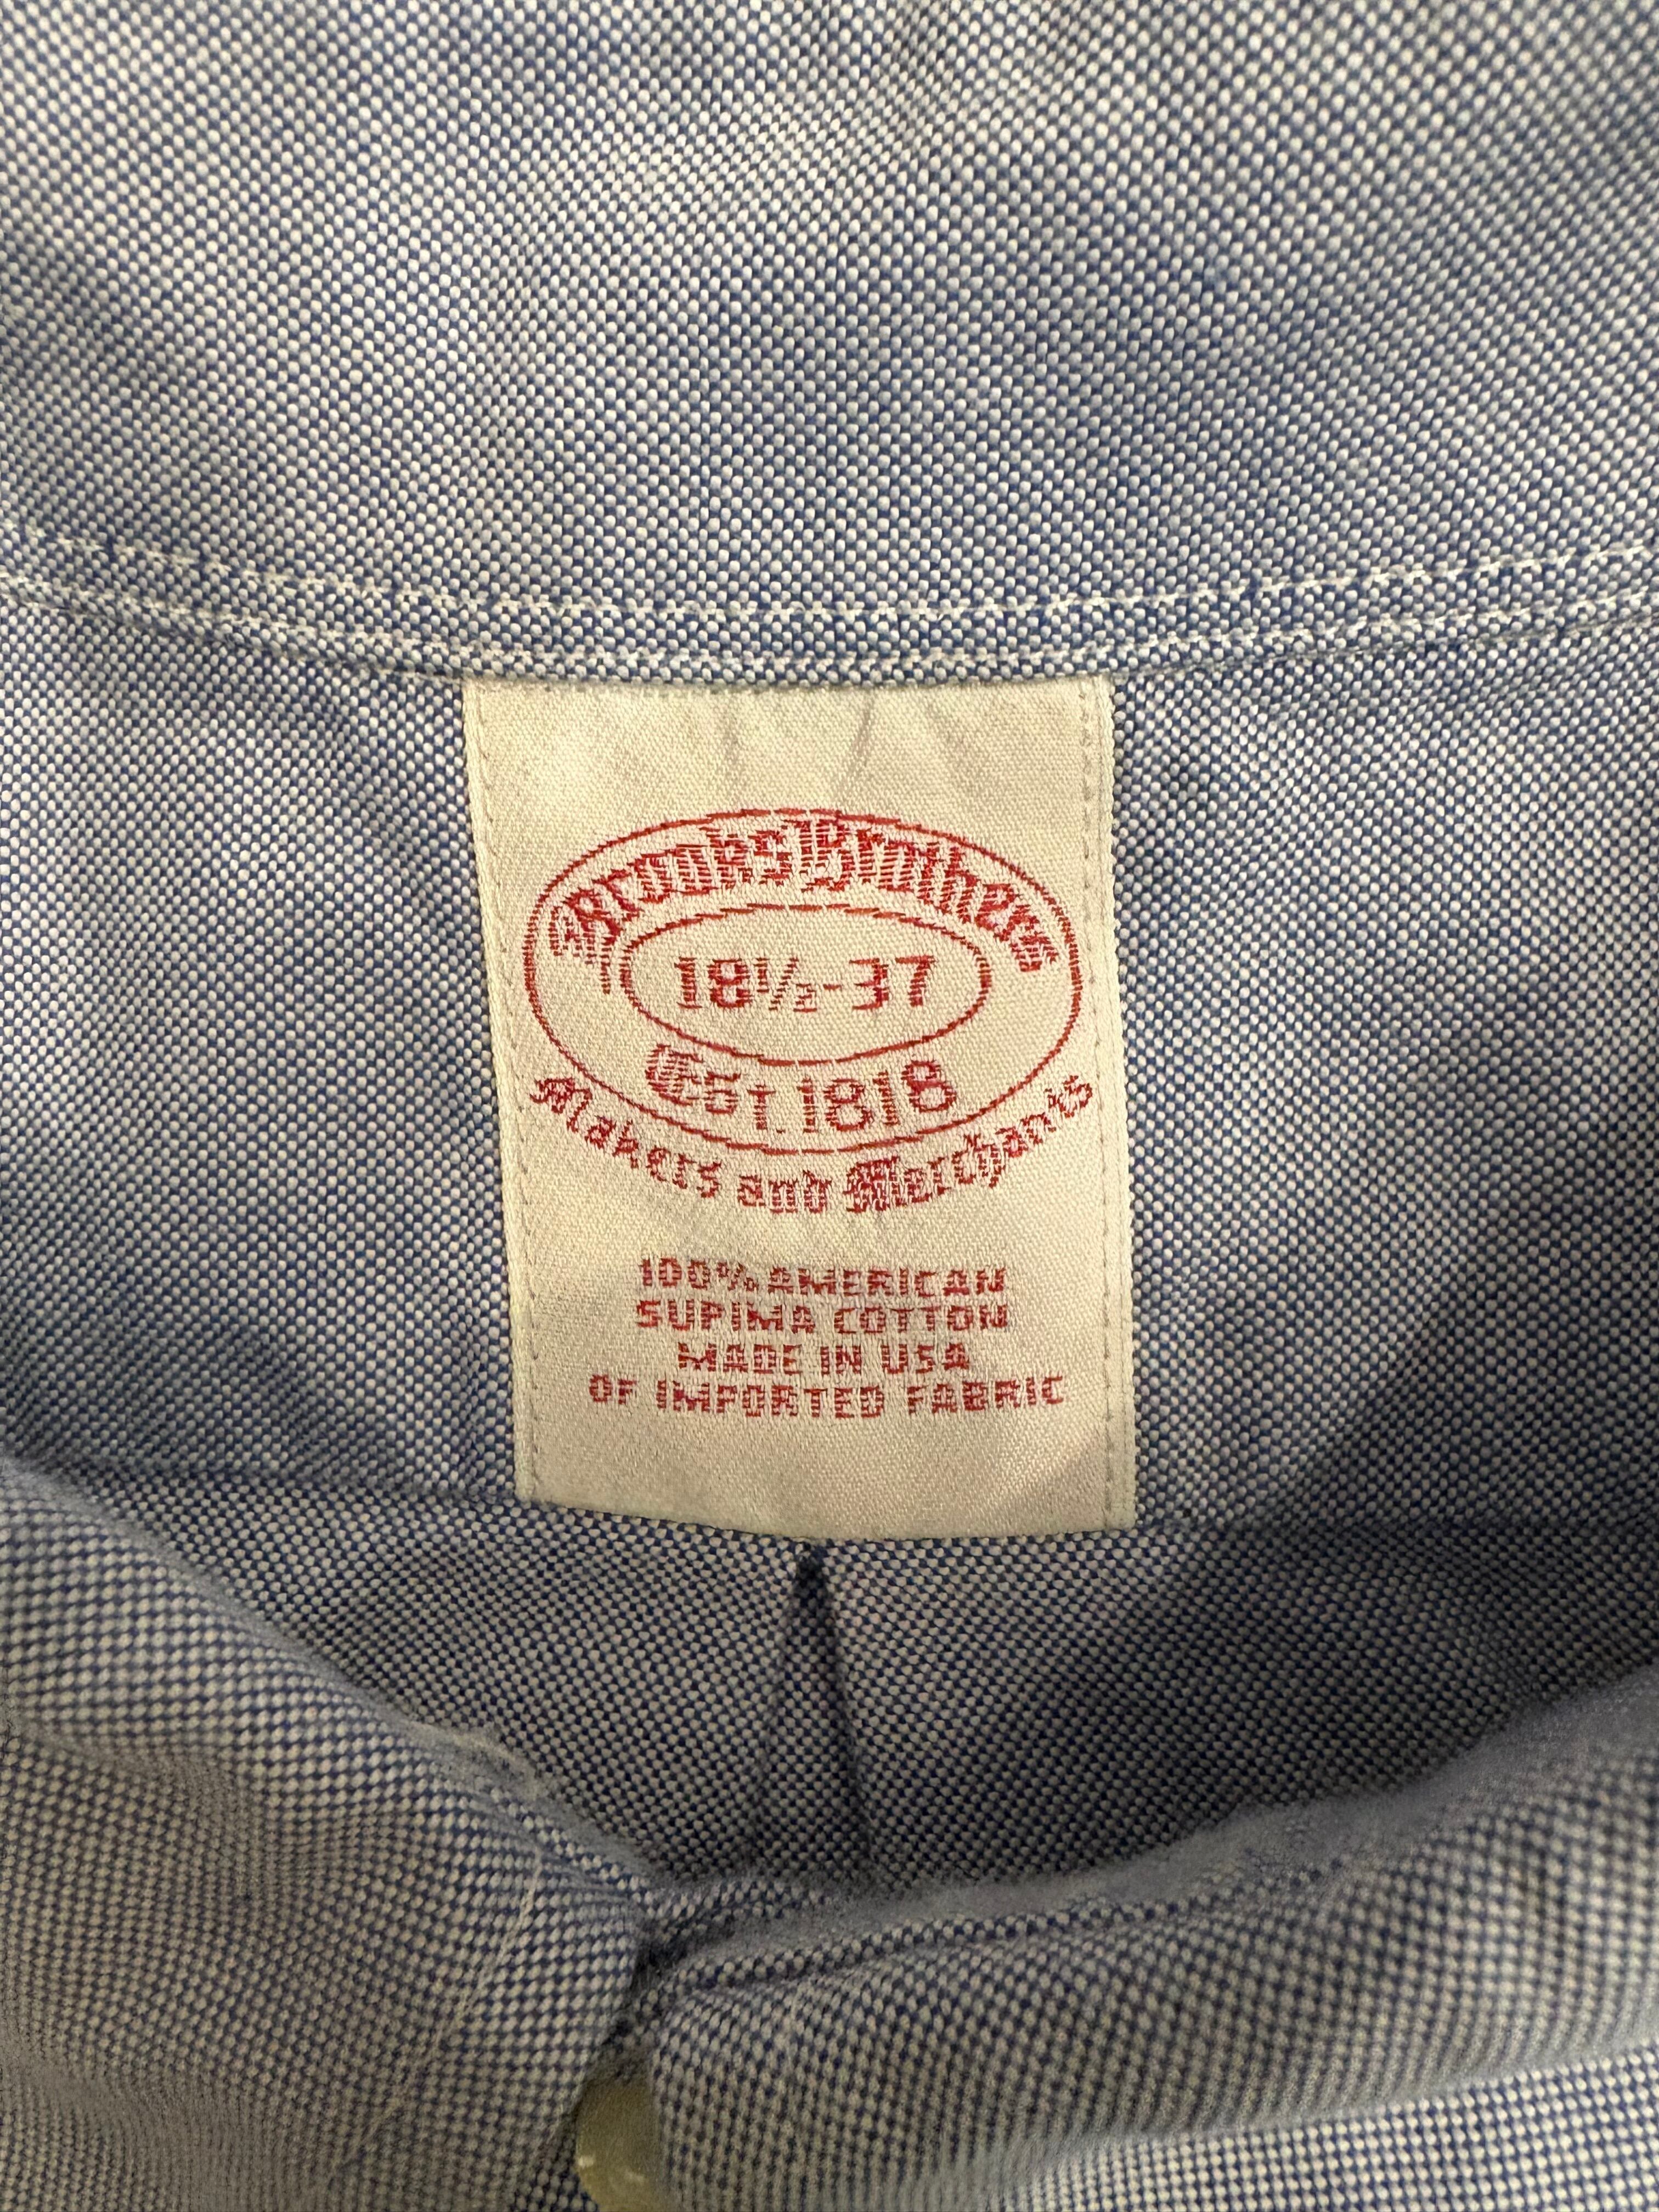 Brooks Brothers
18½-37
Est. 1818
Makers and Merchants
100% AMERICAN
SUPIMA COTTON
MADE IN USA
OF IMPORTED FABRIC